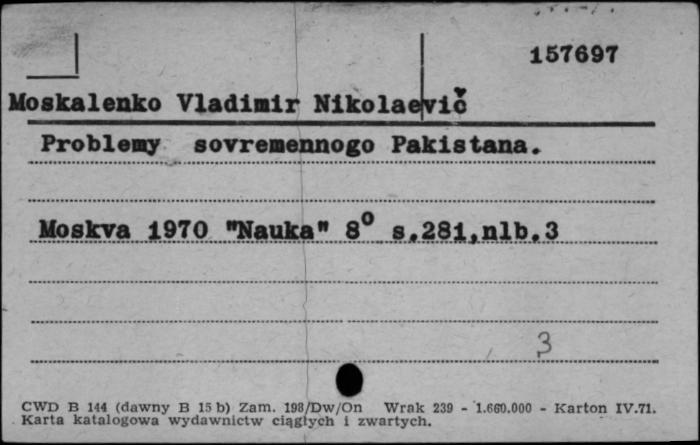 157697
Moskalenko Vladimir Nikolaevič
Problemy sovremennogo Pakistana.
Moskva 1970 "Nauka" 8° s.281,nlb.3
3
CWD B 144 (dawny B 15 b) Zam. 198/Dw/On Wrak 239 - 1.660.000 - Karton IV.71.
Karta katalogowa wydawnictw ciągłych i zwartych.